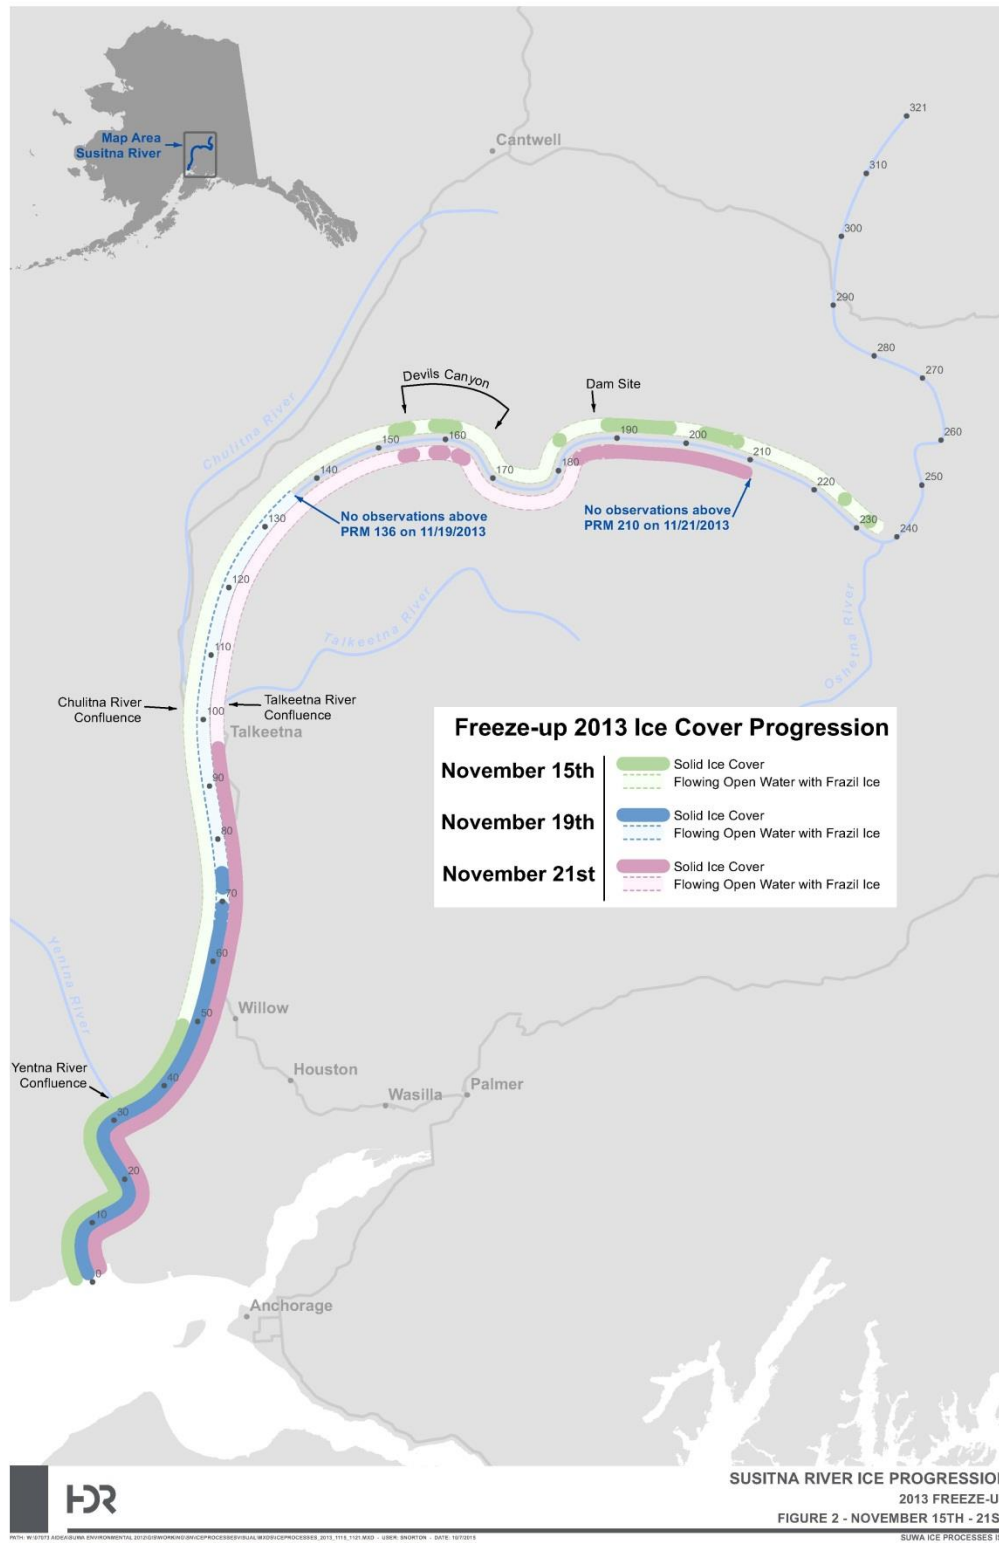 Map Area
Susitna River
Cantwell
321
310
300
290
280
270
260
250
240
230
220
210
200
190
180
170
160
150
140
130
120
110
100
90
80
70
60
50
40
30
20
10
0
Devils Canyon
Dam Site
Chulitna River
No observations above
PRM 136 on 11/19/2013
No observations above
PRM 210 on 11/21/2013
Talkeetna River
Oshetna River
Chulitna River
Confluence
Talkeetna River
Confluence
Talkeetna
Freeze-up 2013 Ice Cover Progression
November 15th
Solid Ice Cover
Flowing Open Water with Frazil Ice
November 19th
Solid Ice Cover
Flowing Open Water with Frazil Ice
November 21st
Solid Ice Cover
Flowing Open Water with Frazil Ice
Yentna River
Willow
Yentna River
Confluence
Houston
Wasilla
Palmer
Anchorage
HDR
SUSITNA RIVER ICE PROGRESSION
2013 FREEZE-U
FIGURE 2 - NOVEMBER 15TH - 21S
SUWA ICE PROCESSES IS